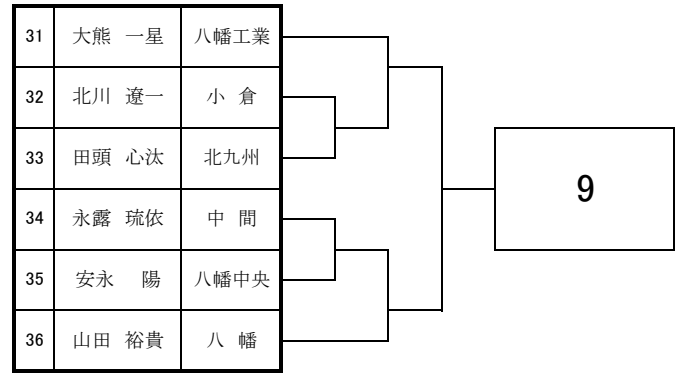 31 大熊 一星 八幡工業
32 北川 遼一 小 倉
33 田頭 心汰 北九州
34 永露 琉依 中 間
35 安永 陽 八幡中央
36 山田 裕貴 八 幡
9